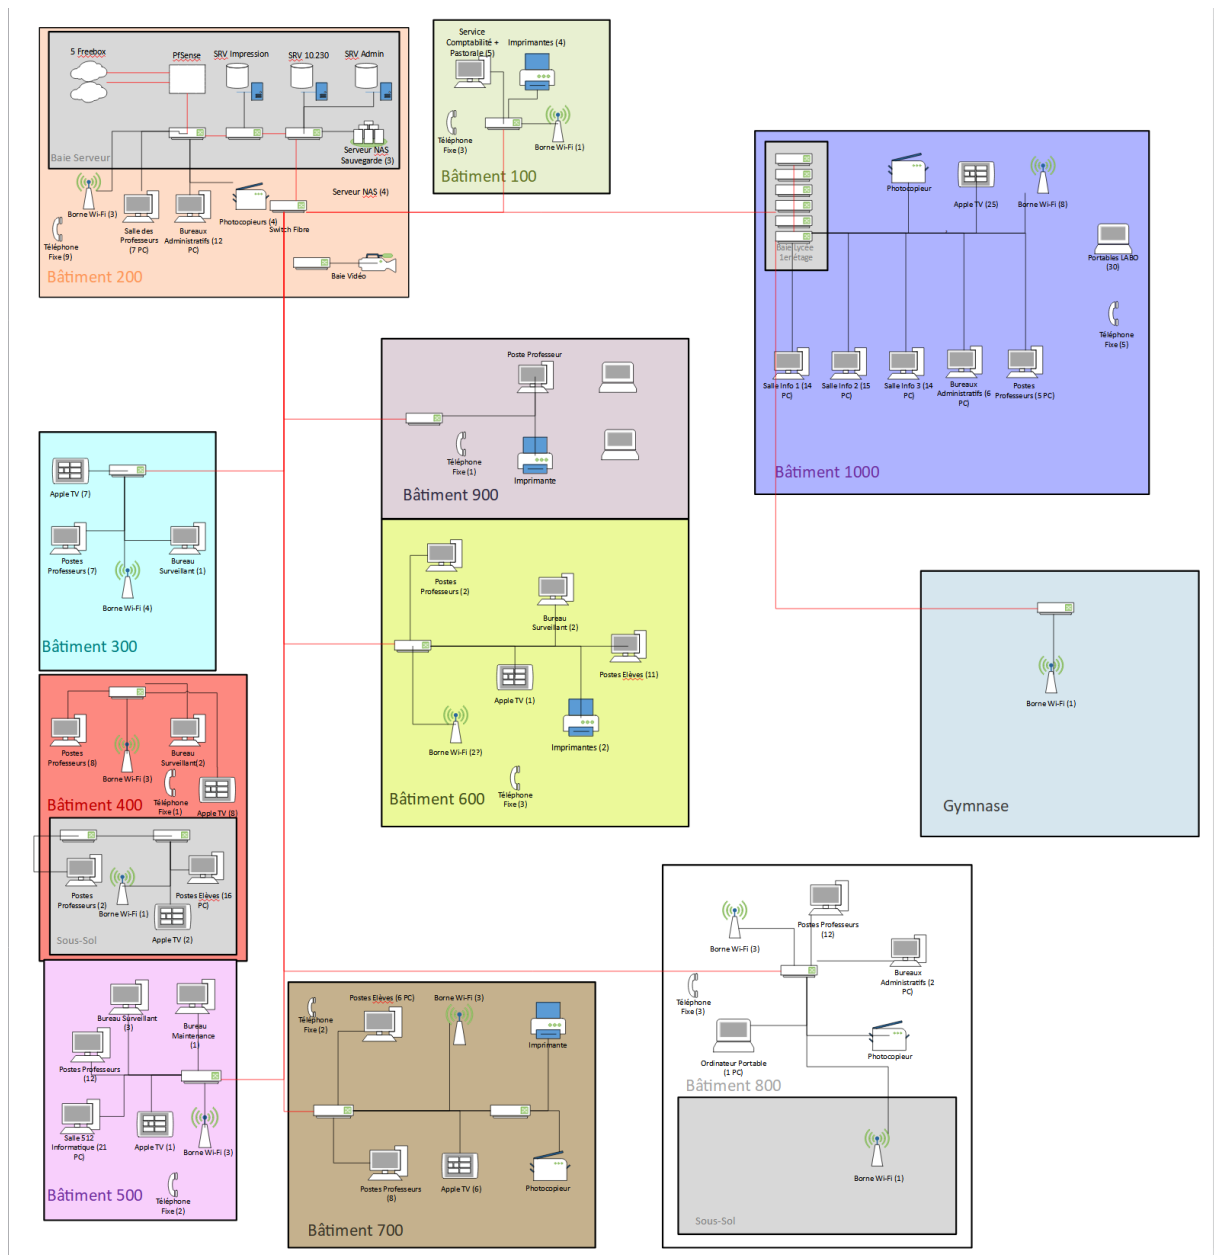 5 Freebox
PfSense
SRV Impression
SRV 10.230
SRV Admin
Serveur NAS
Sauvegarde (3)
Baie Serveur
Borne Wi-Fi (3)
Salle des
Professeurs
(7 PC)
Bureaux
Administratifs (12
PC)
Photocopieurs (4)
Serveur NAS (4)
Switch Fibre
Téléphone
Fixe (9)
Baie Vidéo
Bâtiment 200
Service
Comptabilité +
Pastorale (5)
Imprimantes (4)
Téléphone
Fixe (3)
Borne Wi-Fi (1)
Bâtiment 100
Photocopieur
Apple TV (25)
Borne Wi-Fi (8)
Baie Lycée
1er étage
Portables LABO
(30)
Téléphone
Fixe (5)
Salle Info 1 (14
PC)
Salle Info 2 (15
PC)
Salle Info 3 (14
PC)
Bureaux
Administratifs (6
PC)
Postes
Professeurs (5 PC)
Bâtiment 1000
Poste Professeur
Téléphone
Fixe (1)
Imprimante
Bâtiment 900
Apple TV (7)
Postes
Professeurs (7)
Bureau
Surveillant (1)
Borne Wi-Fi (4)
Bâtiment 300
Postes
Professeurs (2)
Bureau
Surveillant (2)
Postes Elèves (11)
Apple TV (1)
Borne Wi-Fi (2?)
Imprimantes (2)
Téléphone
Fixe (3)
Bâtiment 600
Borne Wi-Fi (1)
Gymnase
Postes
Professeurs (8)
Borne Wi-Fi (3)
Bureau
Surveillant(2)
Téléphone
Fixe (1)
Apple TV (8)
Bâtiment 400
Postes
Professeurs (2)
Borne Wi-Fi (1)
Postes Elèves (16
PC)
Apple TV (2)
Sous-Sol
Bureau Surveillant
(3)
Bureau
Maintenance
(1)
Postes Professeurs
(12)
Salle 512
Informatique (21
PC)
Apple TV (1)
Borne Wi-Fi (3)
Téléphone
Fixe (2)
Bâtiment 500
Téléphone
Fixe (2)
Postes Elèves (6 PC)
Borne Wi-Fi (3)
Imprimante
Postes Professeurs
(8)
Apple TV (6)
Photocopieur
Bâtiment 700
Borne Wi-Fi (3)
Postes Professeurs
(12)
Bureaux
Administratifs (2
PC)
Téléphone
Fixe (3)
Ordinateur Portable
(1 PC)
Photocopieur
Bâtiment 800
Borne Wi-Fi (1)
Sous-Sol